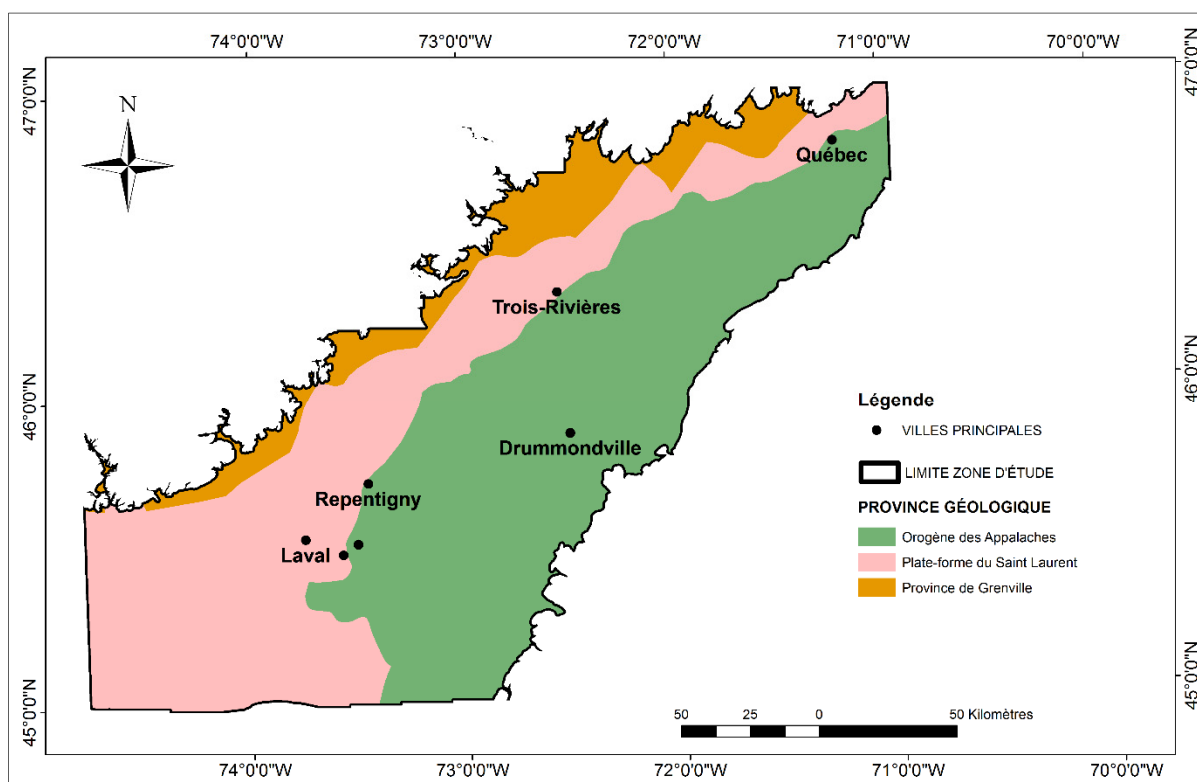 74°0'0"W 73°0'0"W 72°0'0"W 71°0'0"W 70°0'0"W
47°0'0"N
47°0'0"N
N
Québec
Trois-Rivières
46°0'0"N
46°0'0"N
Légende
VILLES PRINCIPALES
Drummondville
LIMITE ZONE D'ÉTUDE
Repentigny
PROVINCE GÉOLOGIQUE
Orogène des Appalaches
Laval
Plate-forme du Saint Laurent
Province de Grenville
45°0'0"N
45°0'0"N
50 25 0 50 Kilomètres
74°0'0"W 73°0'0"W 72°0'0"W 71°0'0"W 70°0'0"W